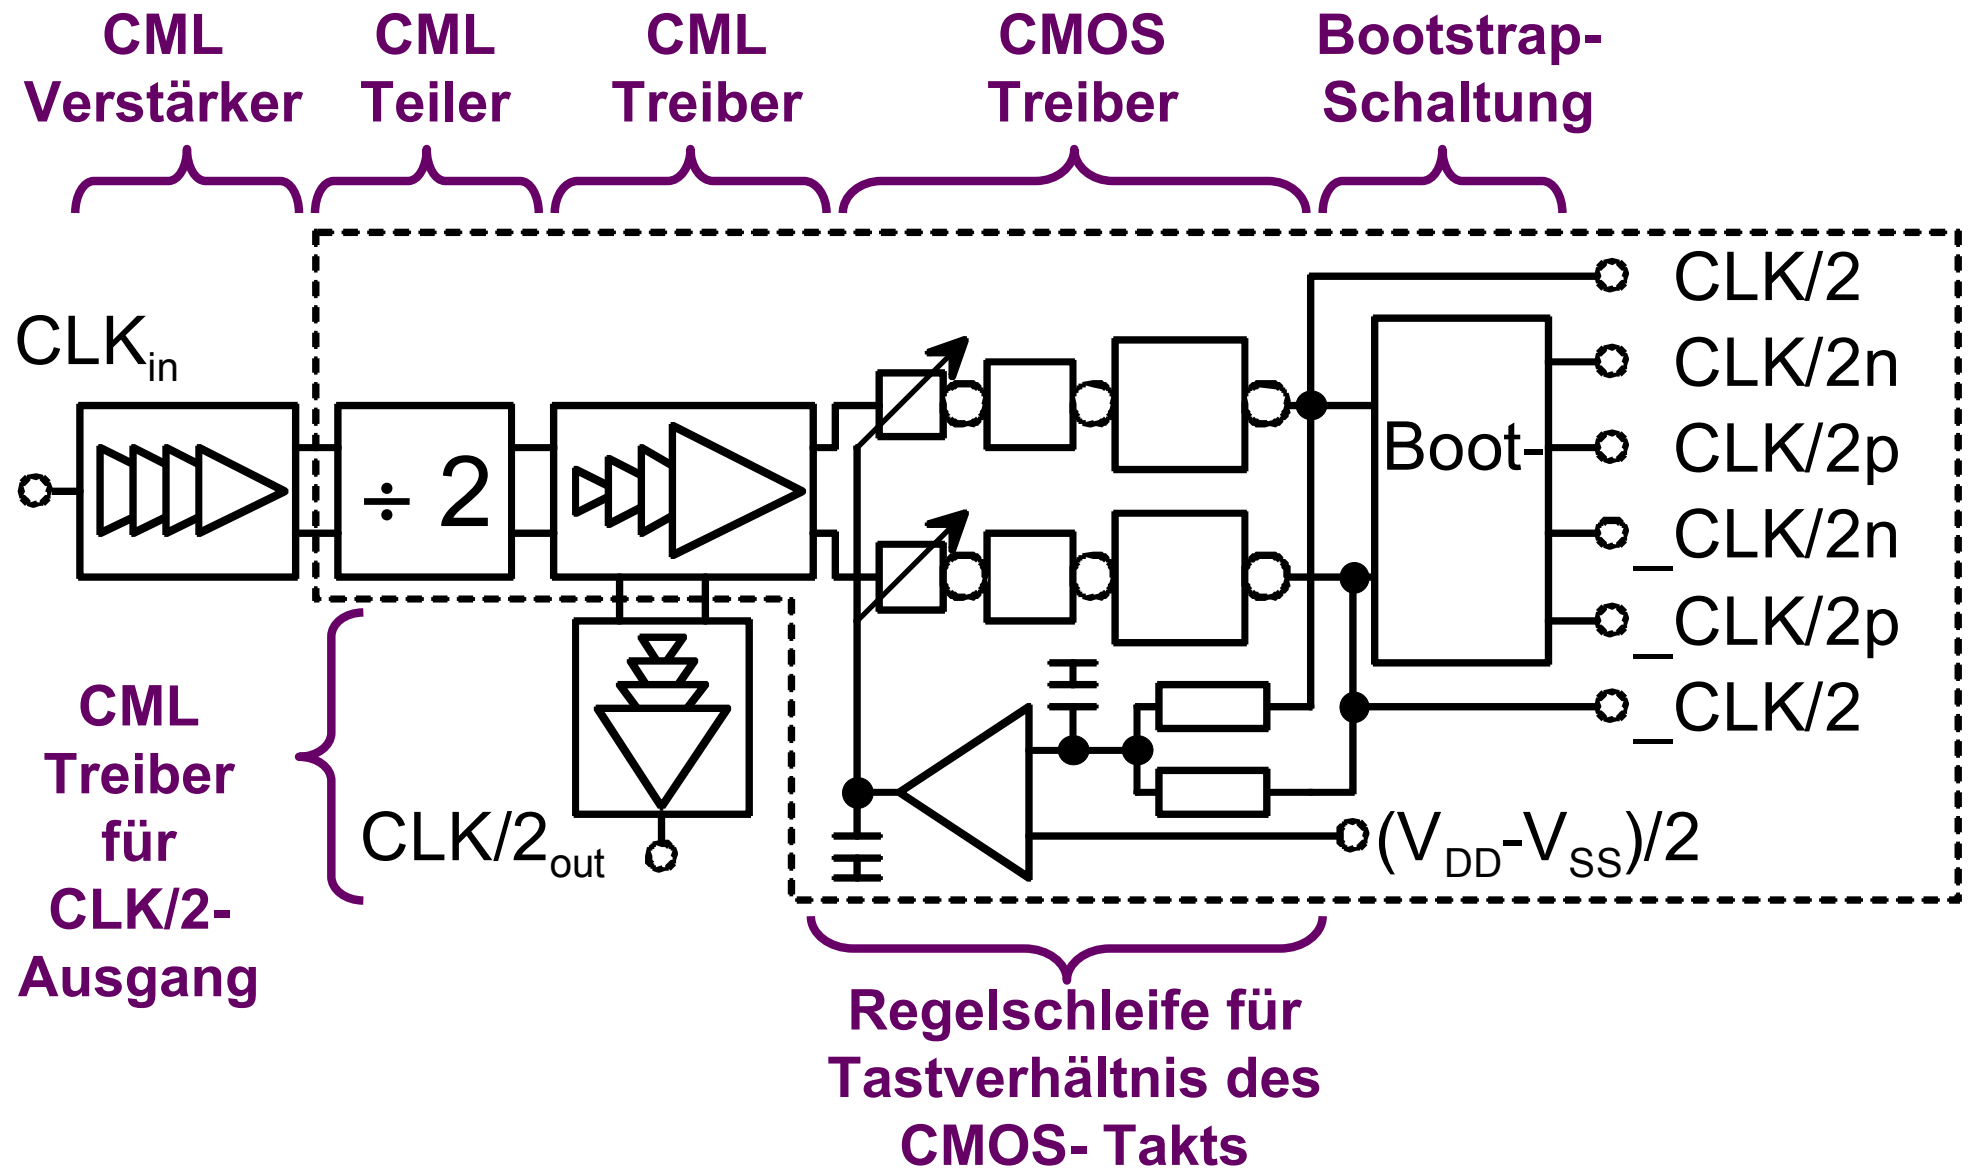 CML
Verstärker
CML
Teiler
CML
Treiber
CMOS
Treiber
Bootstrap-
Schaltung
CLK/2
CLKin
CLK/2n
÷ 2
Boot-
CLK/2p
_CLK/2n
_CLK/2p
_CLK/2
CML
Treiber
für
CLK/2-
Ausgang
CLK/2out
(VDD-VSS)/2
Regelschleife für
Tastverhältnis des
CMOS- Takts